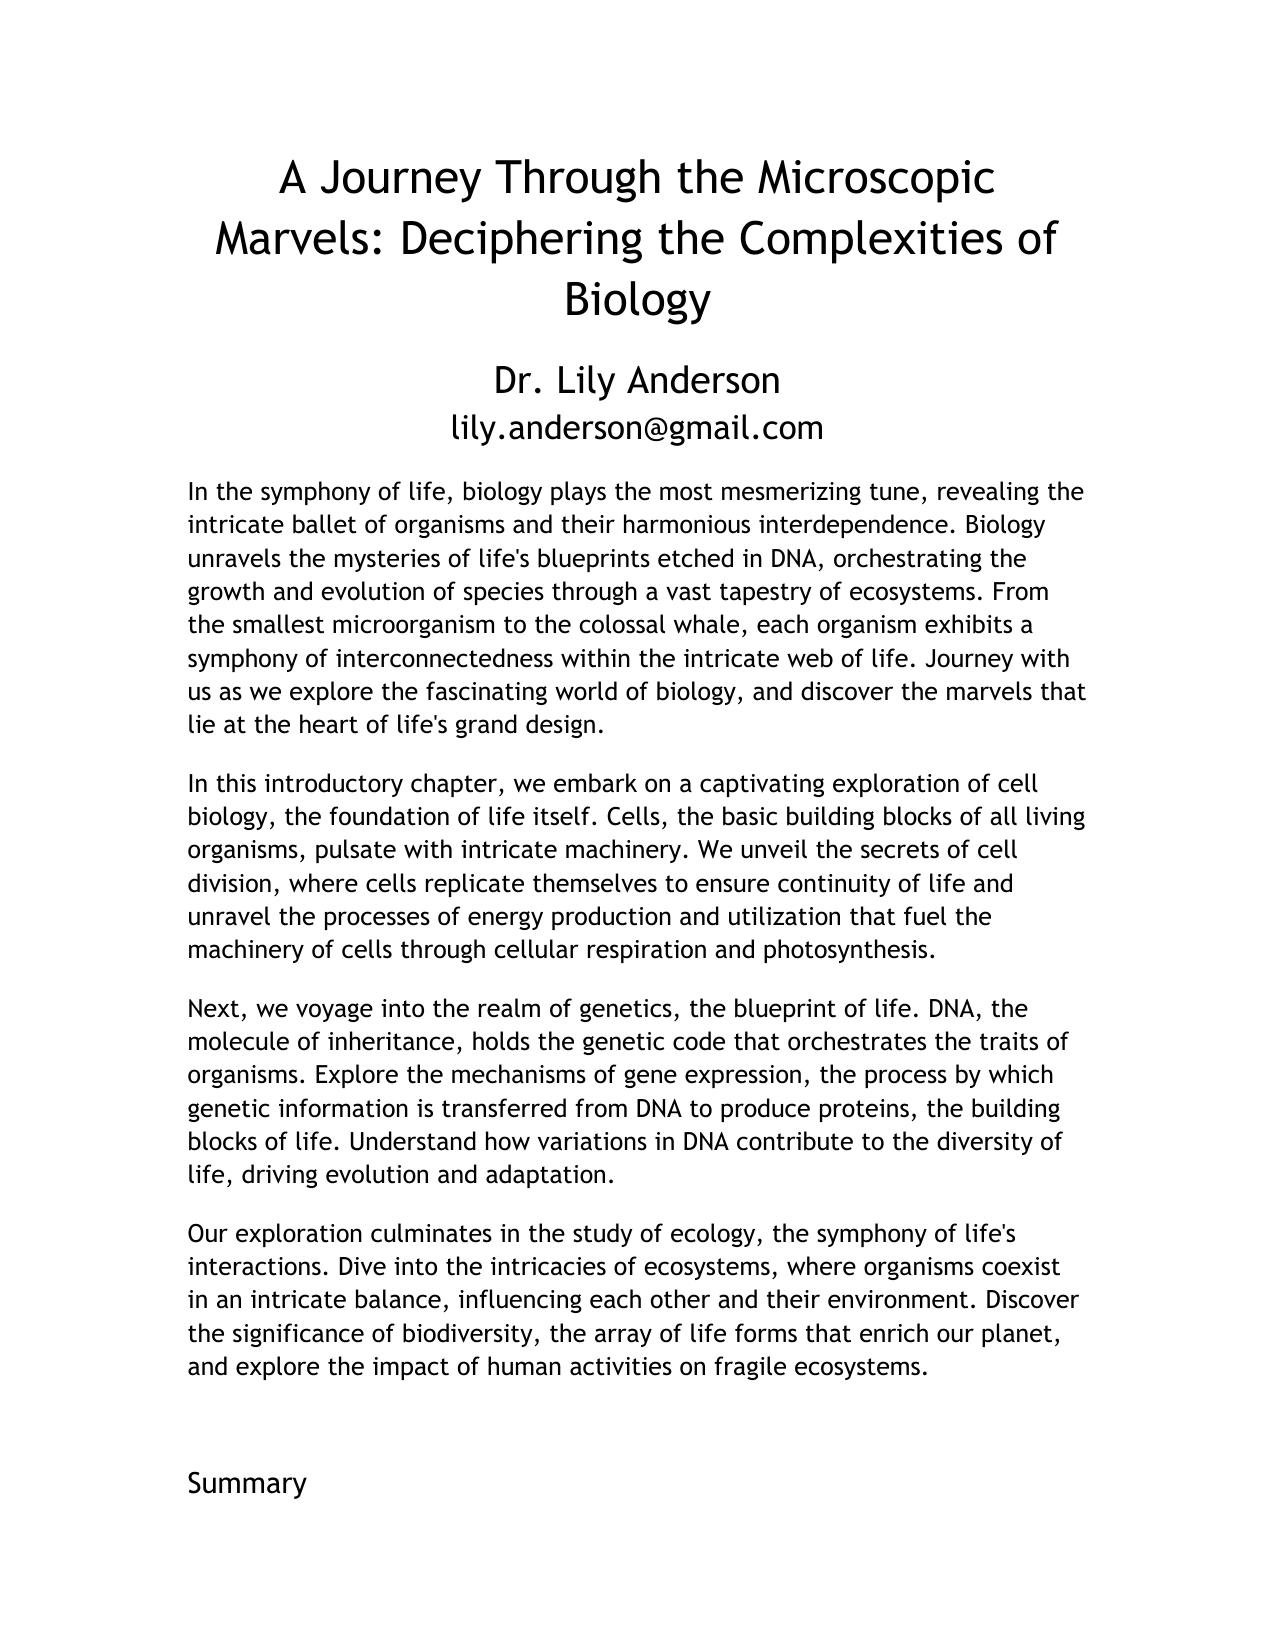 A Journey Through the Microscopic
Marvels: Deciphering the Complexities of
Biology
Dr. Lily Anderson
lily.anderson@gmail.com
In the symphony of life, biology plays the most mesmerizing tune, revealing the
intricate ballet of organisms and their harmonious interdependence. Biology
unravels the mysteries of life's blueprints etched in DNA, orchestrating the
growth and evolution of species through a vast tapestry of ecosystems. From
the smallest microorganism to the colossal whale, each organism exhibits a
symphony of interconnectedness within the intricate web of life. Journey with
us as we explore the fascinating world of biology, and discover the marvels that
lie at the heart of life's grand design.
In this introductory chapter, we embark on a captivating exploration of cell
biology, the foundation of life itself. Cells, the basic building blocks of all living
organisms, pulsate with intricate machinery. We unveil the secrets of cell
division, where cells replicate themselves to ensure continuity of life and
unravel the processes of energy production and utilization that fuel the
machinery of cells through cellular respiration and photosynthesis.
Next, we voyage into the realm of genetics, the blueprint of life. DNA, the
molecule of inheritance, holds the genetic code that orchestrates the traits of
organisms. Explore the mechanisms of gene expression, the process by which
genetic information is transferred from DNA to produce proteins, the building
blocks of life. Understand how variations in DNA contribute to the diversity of
life, driving evolution and adaptation.
Our exploration culminates in the study of ecology, the symphony of life's
interactions. Dive into the intricacies of ecosystems, where organisms coexist
in an intricate balance, influencing each other and their environment. Discover
the significance of biodiversity, the array of life forms that enrich our planet,
and explore the impact of human activities on fragile ecosystems.
Summary